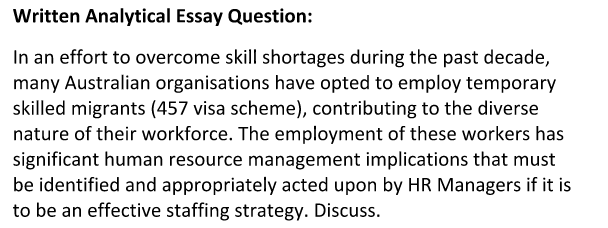 Written Analytical Essay Question:
In an effort to overcome skill shortages during the past decade,
many Australian organisations have opted to employ temporary
skilled migrants (457 visa scheme), contributing to the diverse
nature of their workforce. The employment of these workers has
significant human resource management implications that must
be identified and appropriately acted upon by HR Managers if it is
to be an effective staffing strategy. Discuss.